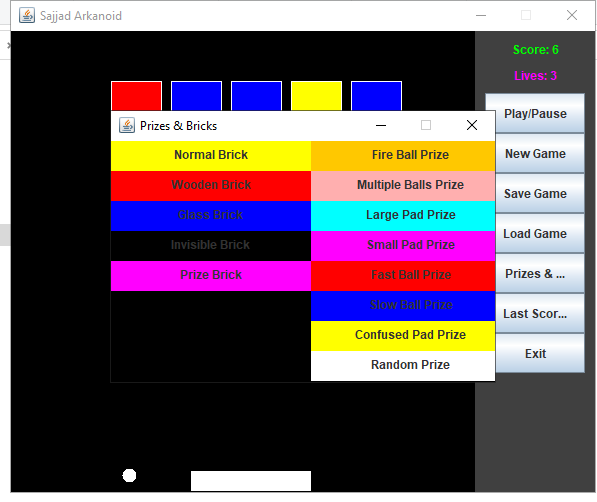 Sajjad Arkanoid
Score: 6
Lives: 3
Play/Pause
New Game
Save Game
Load Game
Prizes & ...
Last Scor...
Exit
Prizes & Bricks
Normal Brick
Fire Ball Prize
Wooden Brick
Multiple Balls Prize
Glass Brick
Large Pad Prize
Invisible Brick
Small Pad Prize
Prize Brick
Fast Ball Prize
Slow Ball Prize
Confused Pad Prize
Random Prize